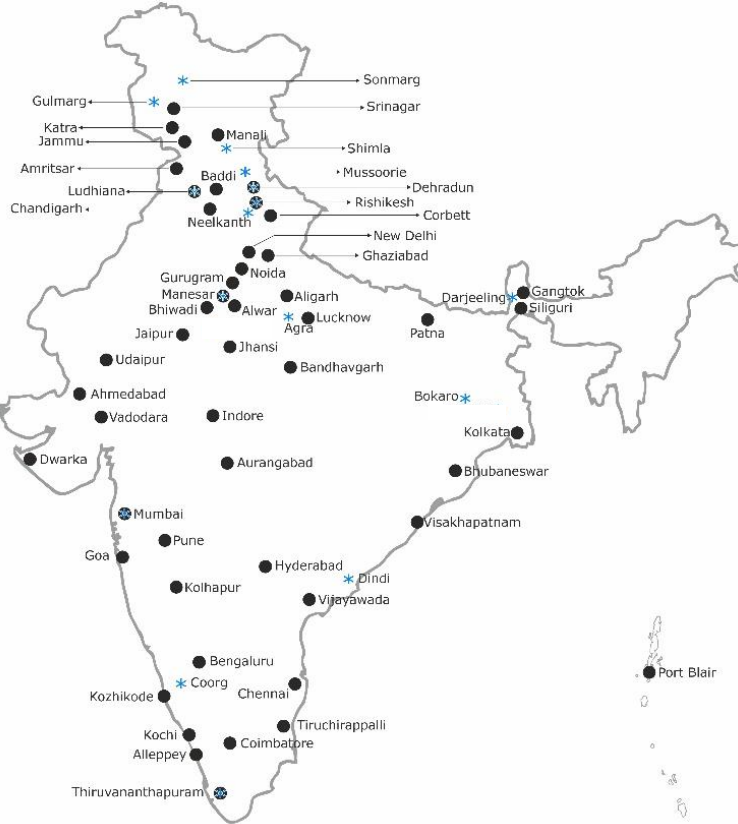 Sonmarg
Gulmarg
Srinagar
Katra
Manali
Jammu
Shimla
Amritsar
Mussoorie
Baddi
Dehradun
Ludhiana
Rishikesh
Chandigarh
Corbett
Neelkanth
New Delhi
Ghaziabad
Noida
Gurugram
Gangtok
Manesar
Aligarh
Darjeeling
Siliguri
Bhiwadi
Alwar
Lucknow
Agra
Patna
Jaipur
Jhansi
Udaipur
Bandhavgarh
Ahmedabad
Bokaro
Vadodara
Indore
Kolkata
Dwarka
Aurangabad
Bhubaneswar
Mumbai
Visakhapatnam
Pune
Goa
Hyderabad
Dindi
Kolhapur
Vijayawada
Bengaluru
Port Blair
Coorg
Chennai
Kozhikode
Tiruchirappalli
Kochi
Coimbatore
Alleppey
Thiruvananthapuram